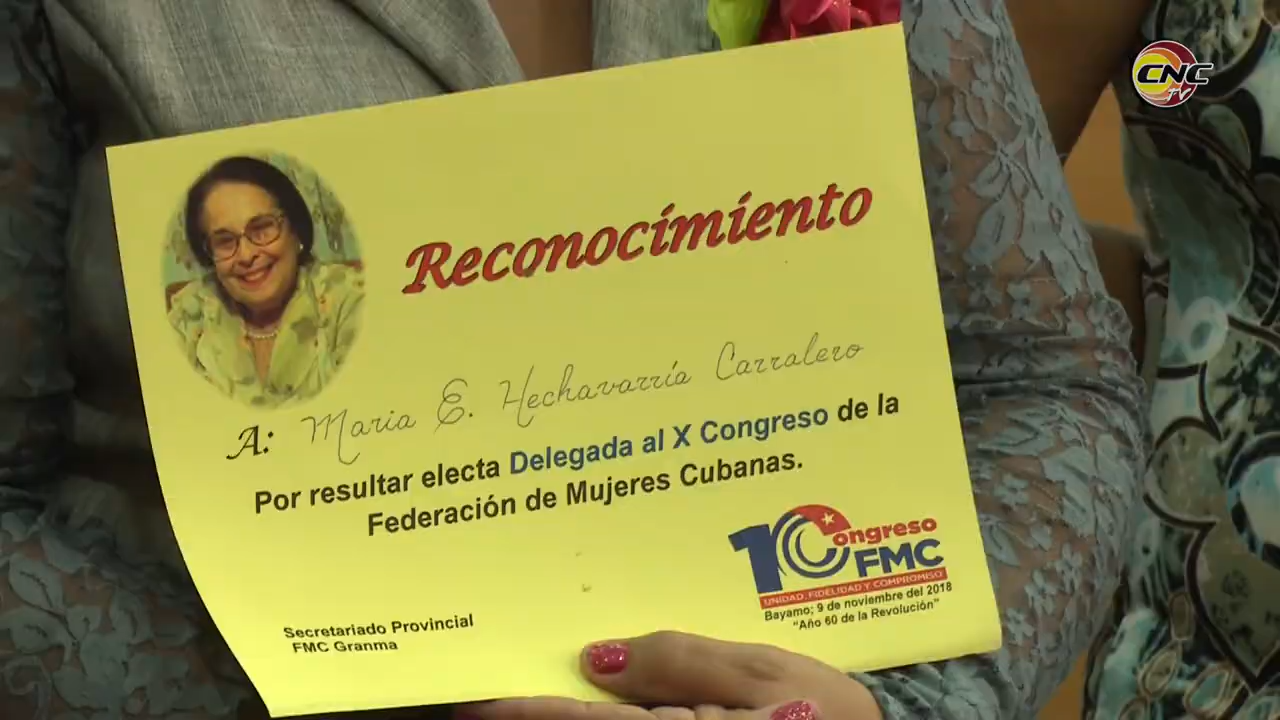 CNC
TV
Reconocimiento
A: Maria E. Hechavarría Carralero
Por resultar electa Delegada al X Congreso de la
Federación de Mujeres Cubanas.
10 Congreso
FMC
UNIDAD, FIDELIDAD Y COMPROMISO
Bayamo; 9 de noviembre del 2018
"Año 60 de la Revolución"
Secretariado Provincial
FMC Granma